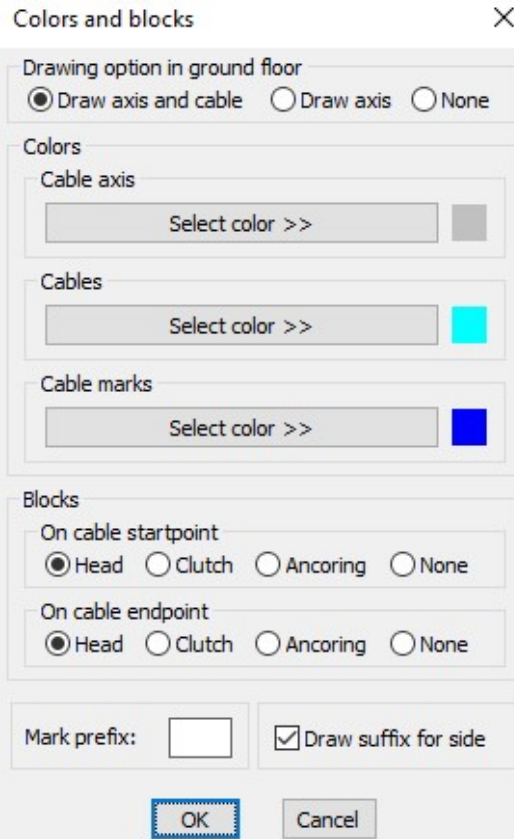 Colors and blocks
Drawing option in ground floor
Draw axis and cable Draw axis None
Colors
Cable axis
Select color >>
Cables
Select color >>
Cable marks
Select color >>
Blocks
On cable startpoint
Head Clutch Ancoring None
On cable endpoint
Head Clutch Ancoring None
Mark prefix: Draw suffix for side
OK Cancel